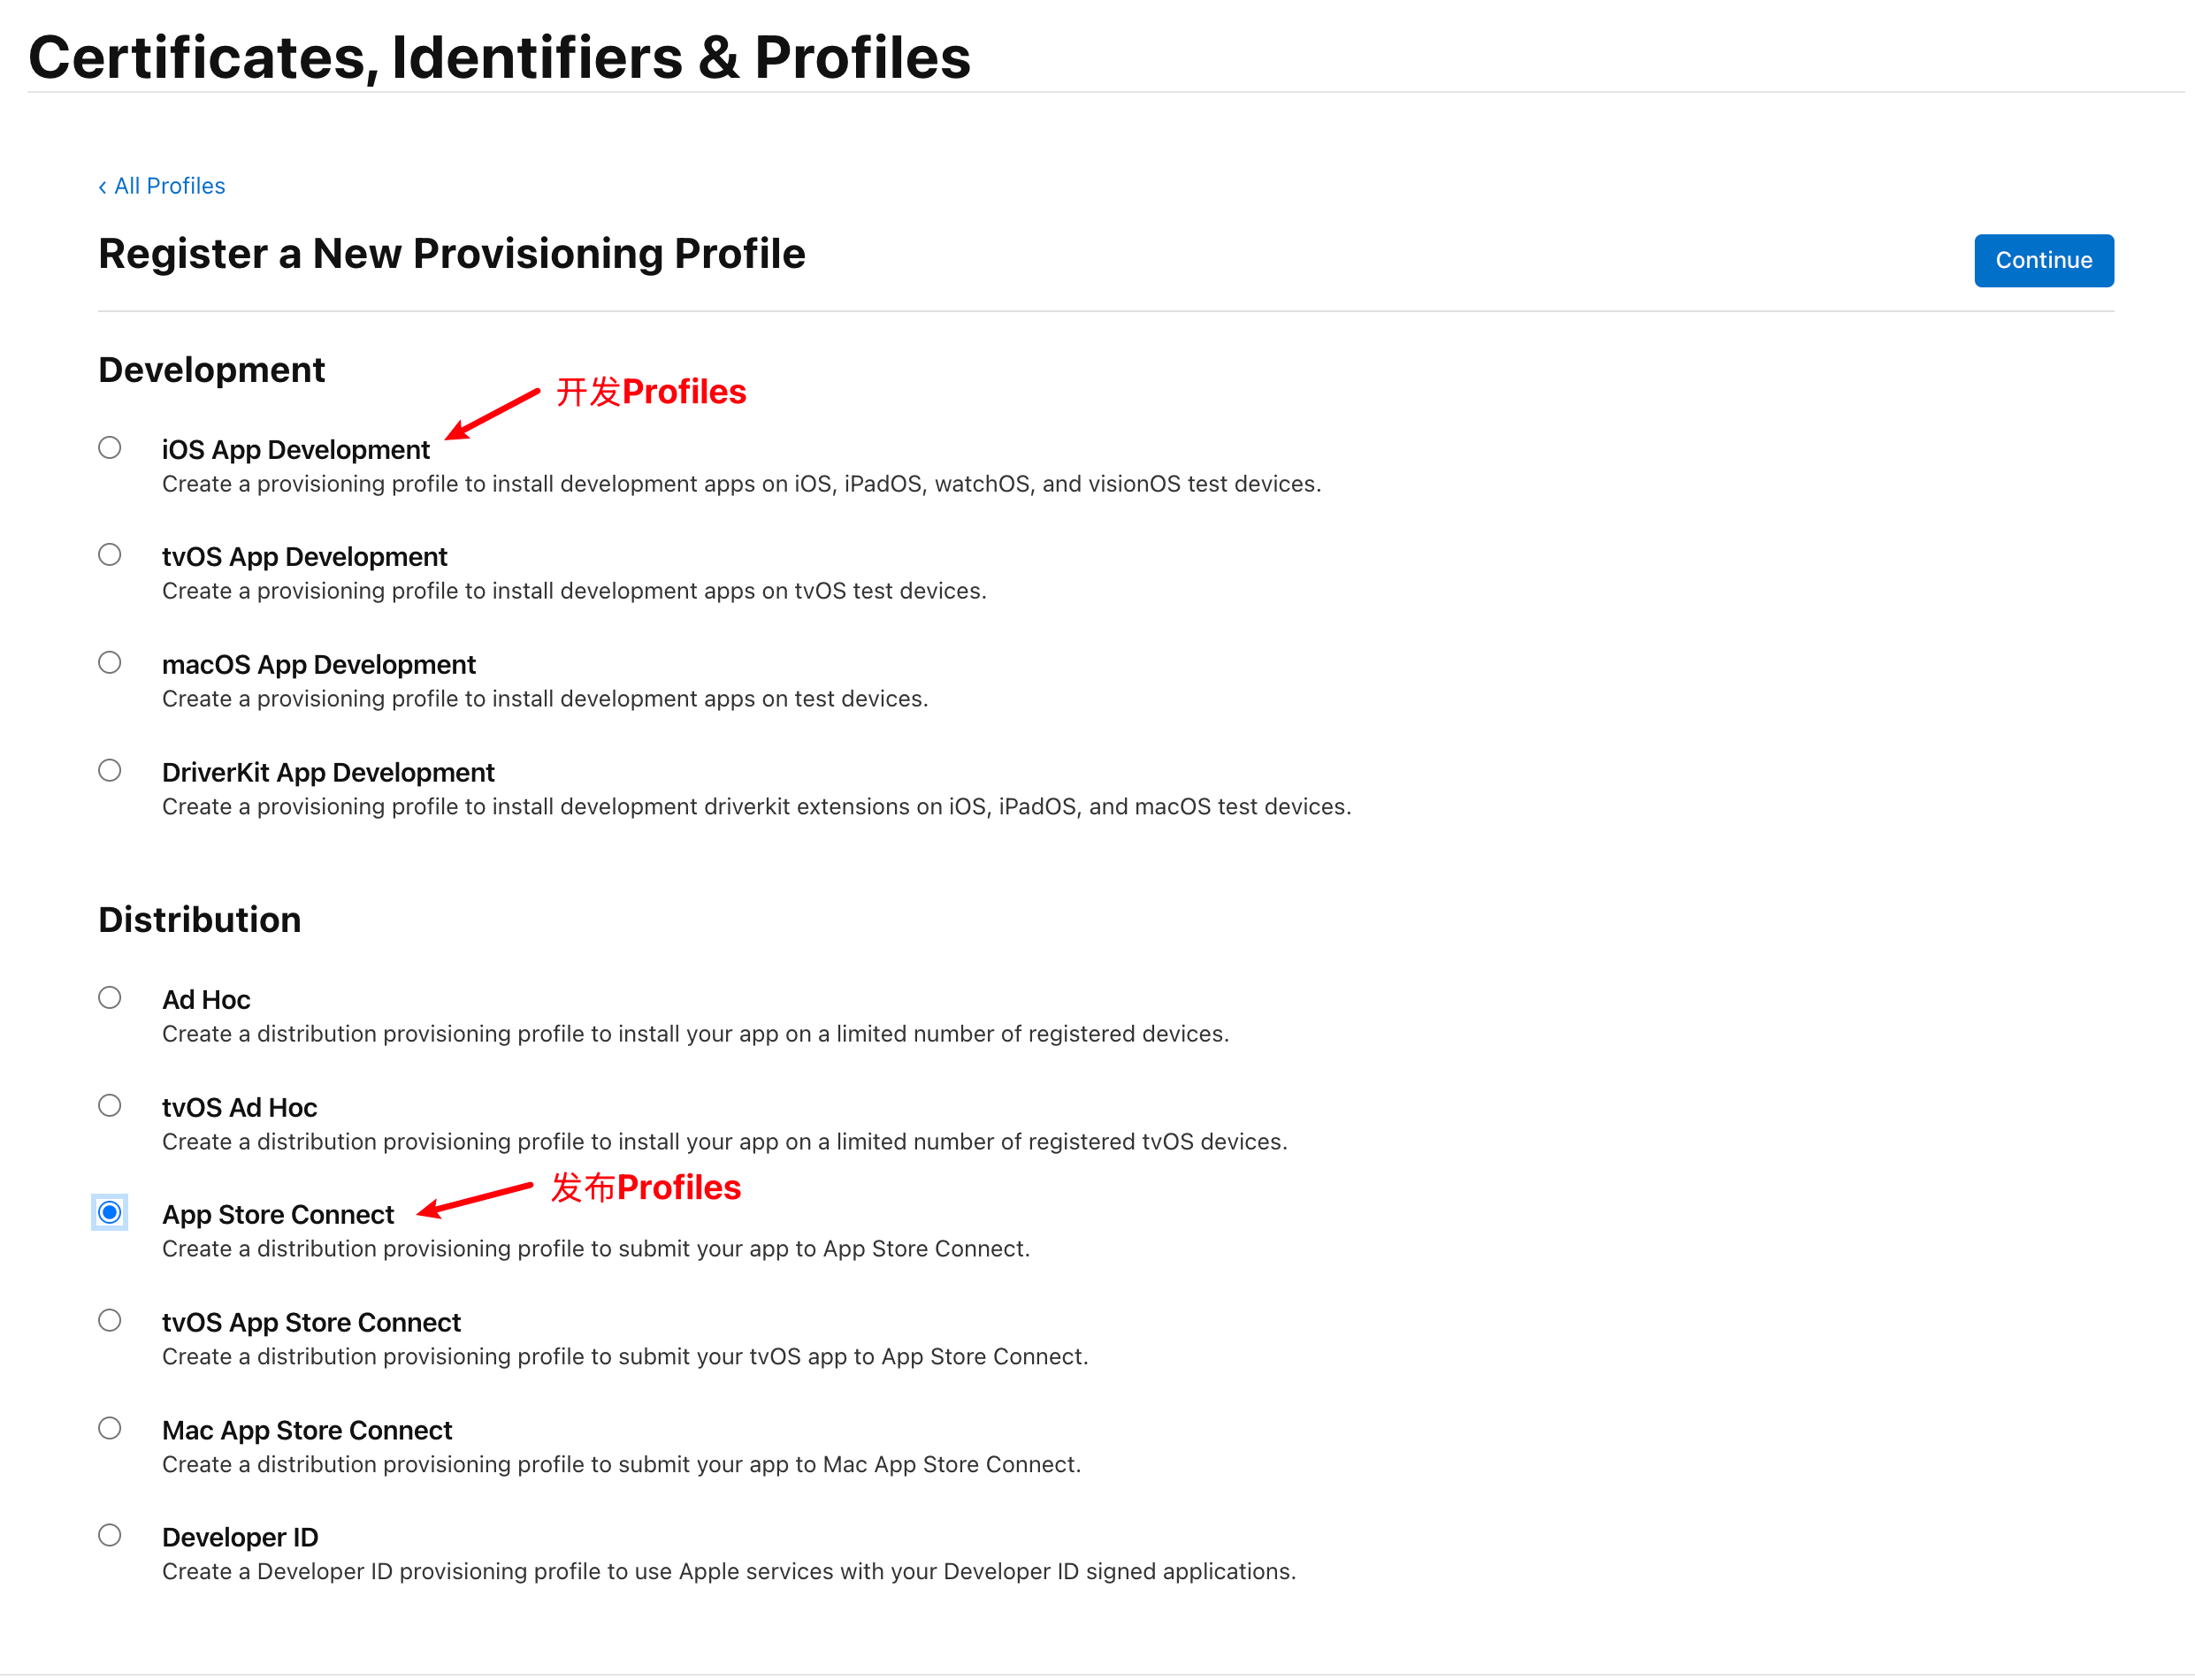 Certificates, Identifiers & Profiles
‹ All Profiles
Register a New Provisioning Profile
Continue
Development
开发Profiles
iOS App Development
Create a provisioning profile to install development apps on iOS, iPadOS, watchOS, and visionOS test devices.
tvOS App Development
Create a provisioning profile to install development apps on tvOS test devices.
macOS App Development
Create a provisioning profile to install development apps on test devices.
DriverKit App Development
Create a provisioning profile to install development driverkit extensions on iOS, iPadOS, and macOS test devices.
Distribution
Ad Hoc
Create a distribution provisioning profile to install your app on a limited number of registered devices.
tvOS Ad Hoc
Create a distribution provisioning profile to install your app on a limited number of registered tvOS devices.
发布Profiles
App Store Connect
Create a distribution provisioning profile to submit your app to App Store Connect.
tvOS App Store Connect
Create a distribution provisioning profile to submit your tvOS app to App Store Connect.
Mac App Store Connect
Create a distribution provisioning profile to submit your app to Mac App Store Connect.
Developer ID
Create a Developer ID provisioning profile to use Apple services with your Developer ID signed applications.